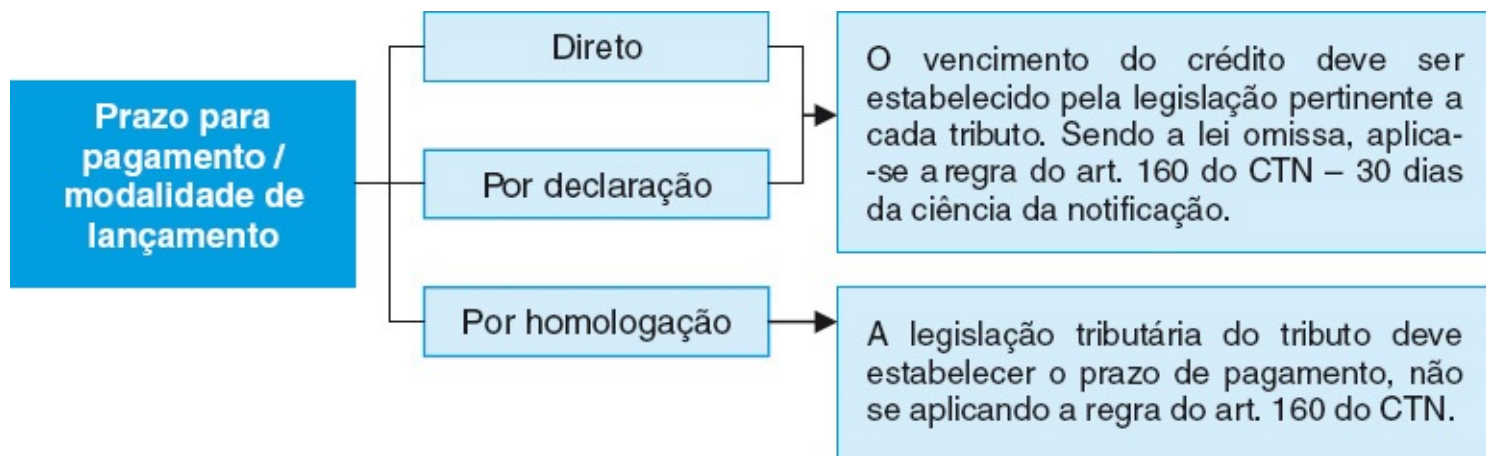 Prazo para
pagamento /
modalidade de
lançamento
Direto
Por declaração
Por homologação
O vencimento do crédito deve ser
estabelecido pela legislação pertinente a
cada tributo. Sendo a lei omissa, aplica-
-se a regra do art. 160 do CTN – 30 dias
da ciência da notificação.
A legislação tributária do tributo deve
estabelecer o prazo de pagamento, não
se aplicando a regra do art. 160 do CTN.